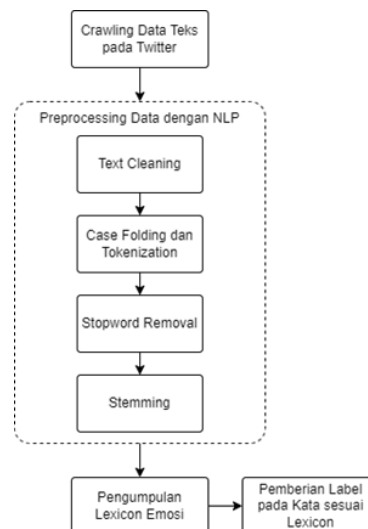 Crawling Data Teks
pada Twitter
Preprocessing Data dengan NLP
Text Cleaning
Case Folding dan
Tokenization
Stopword Removal
Stemming
Pengumpulan
Lexicon Emosi
Pemberian Label
pada Kata sesuai
Lexicon